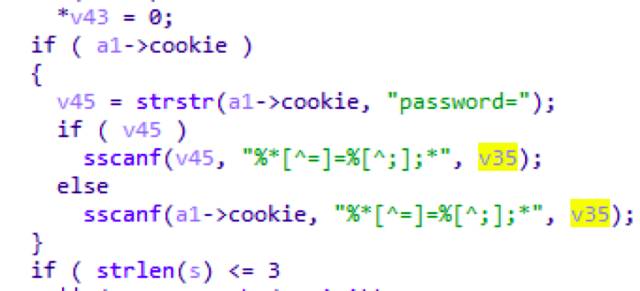 *v43 = 0;
if ( a1->cookie )
{
v45 = strstr(a1->cookie, "password=");
if ( v45 )
sscanf(v45, "%*[^=]=%[^;];*", v35);
else
sscanf(a1->cookie, "%*[^=]=%[^;];*", v35);
}
if ( strlen(s) <= 3